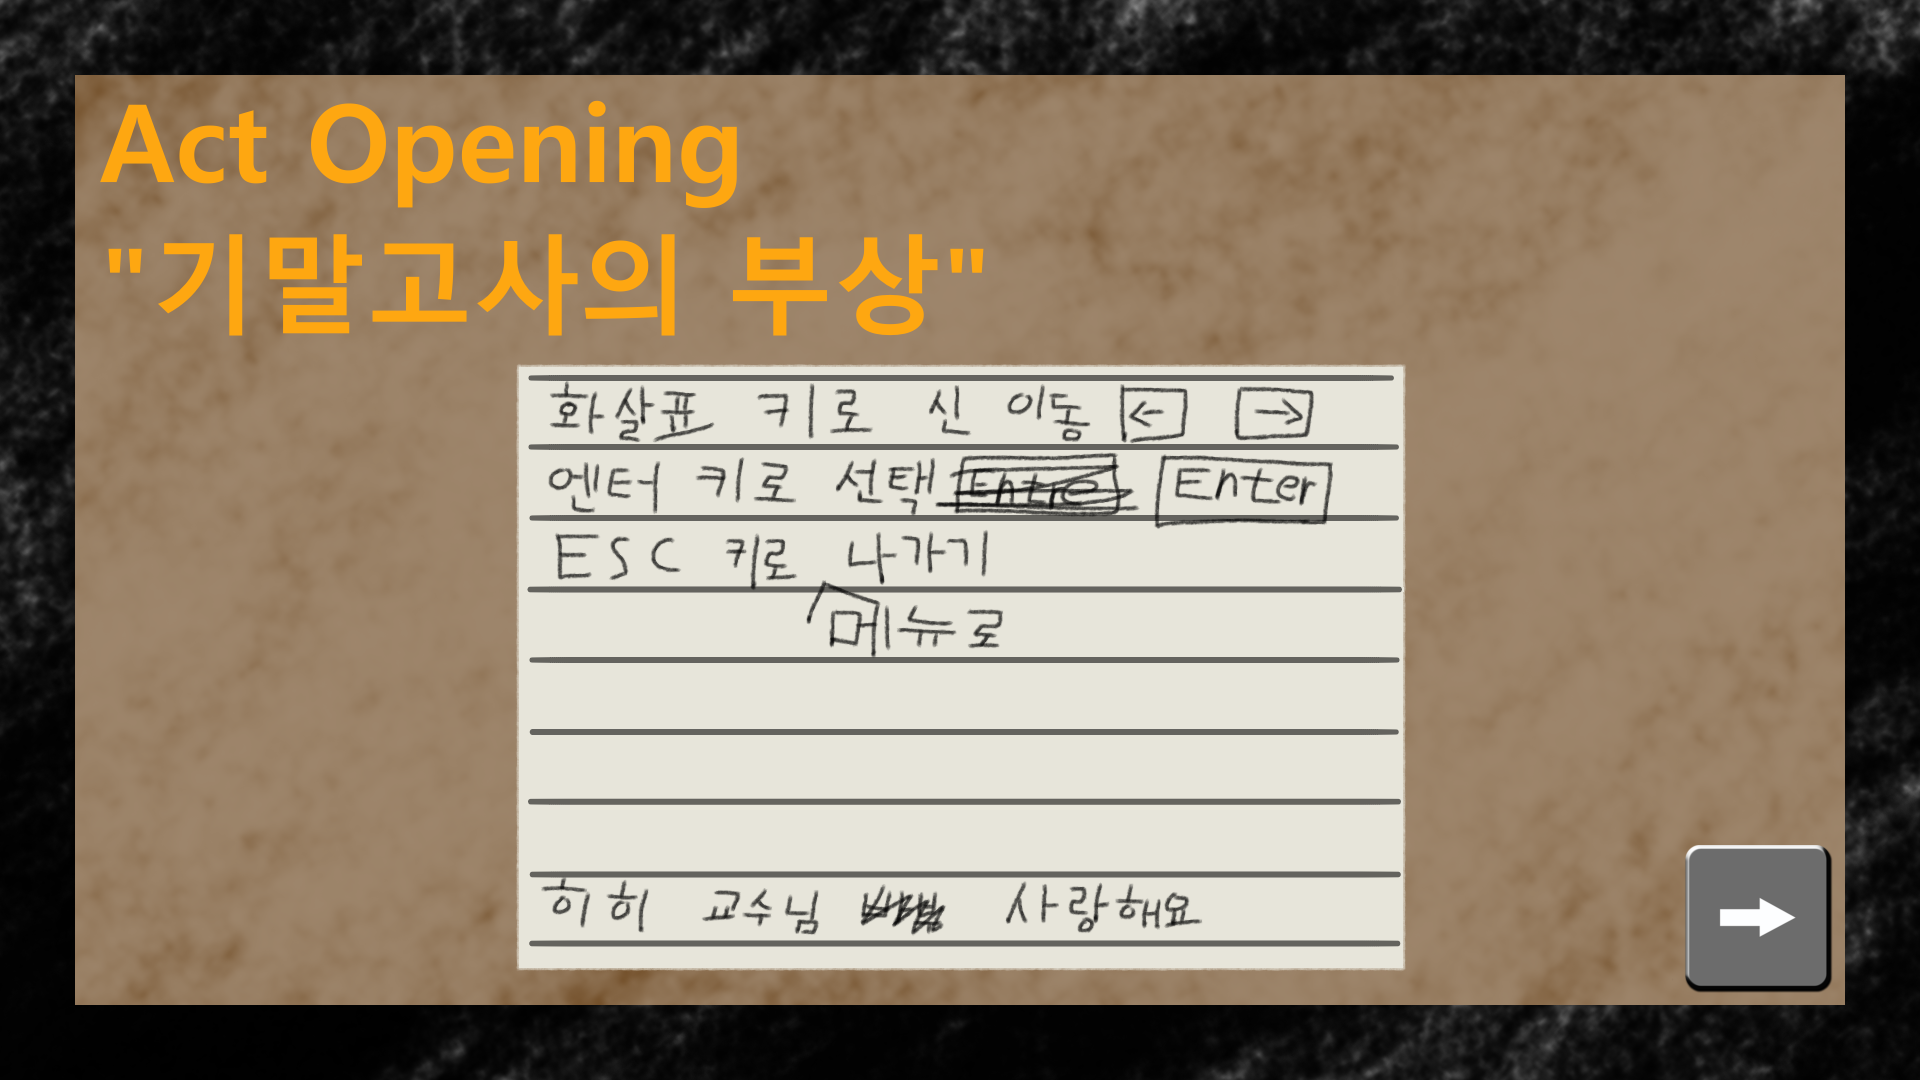 Act Opening
"기말고사의 부상"
화살표 키로 신 이동 ← →
엔터 키로 선택 Entre Enter
ESC 키로 나가기
메뉴로
히히 교수님 사랑해요